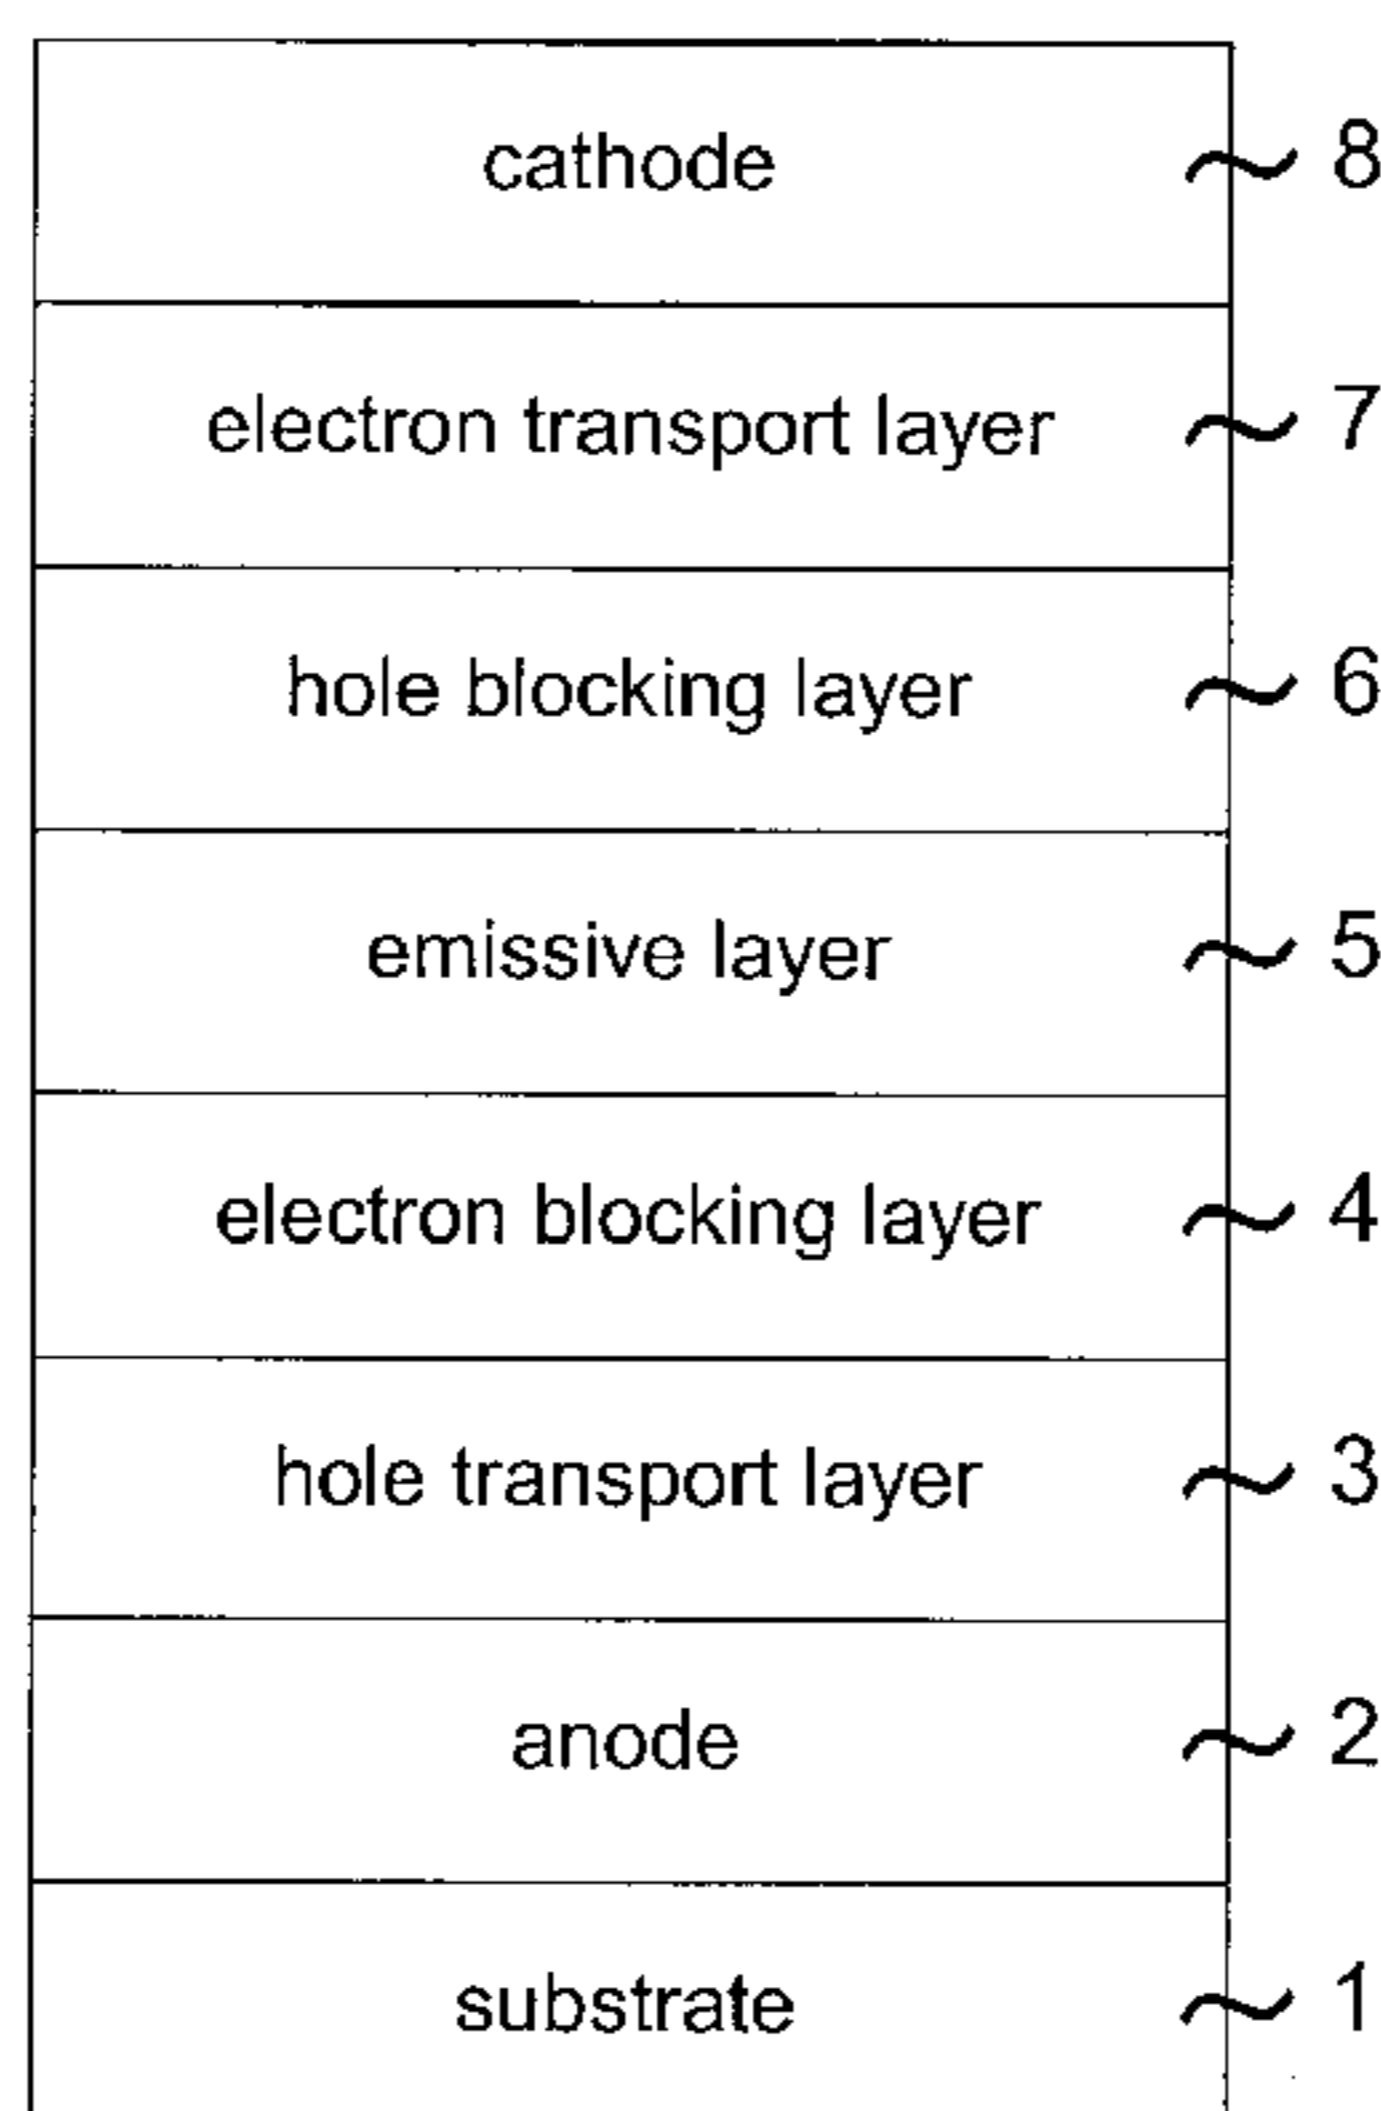 cathode 8
electron transport layer 7
hole blocking layer 6
emissive layer 5
electron blocking layer 4
hole transport layer 3
anode 2
substrate 1